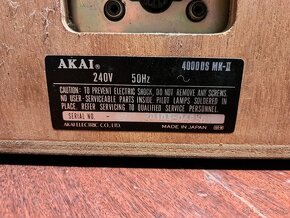 AKAI
4000DS MK-II
240V 50Hz ~
CAUTION: TO PREVENT ELECTRIC SHOCK, DO NOT REMOVE COVER. NO USER-
SERVICEABLE PARTS INSIDE. PILOT LAMPS SOLDERED IN PLACE.
REFER SERVICING TO QUALIFIED SERVICE PERSONNEL.
SERIAL NO.
AKAI ELECTRIC CO., LTD.
MADE IN JAPAN